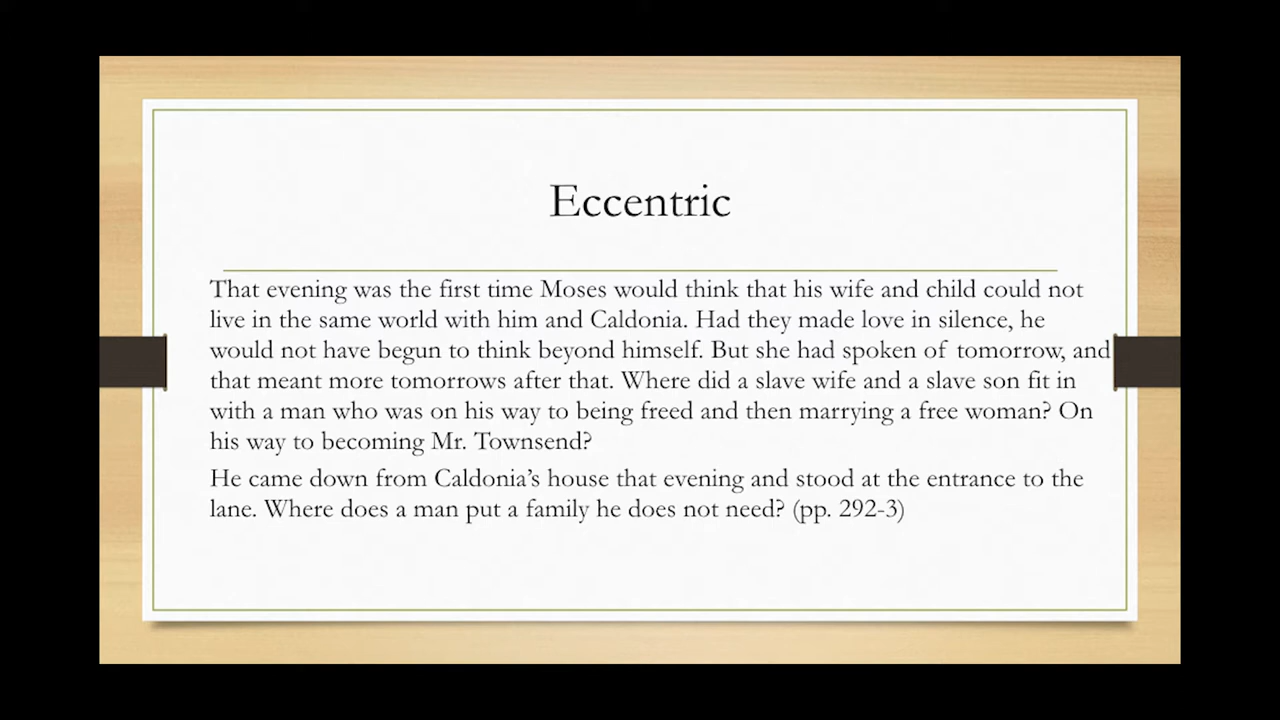 Eccentric
That evening was the first time Moses would think that his wife and child could not
live in the same world with him and Caldonia. Had they made love in silence, he
would not have begun to think beyond himself. But she had spoken of tomorrow, and
that meant more tomorrows after that. Where did a slave wife and a slave son fit in
with a man who was on his way to being freed and then marrying a free woman? On
his way to becoming Mr. Townsend?
He came down from Caldonia’s house that evening and stood at the entrance to the
lane. Where does a man put a family he does not need? (pp. 292-3)